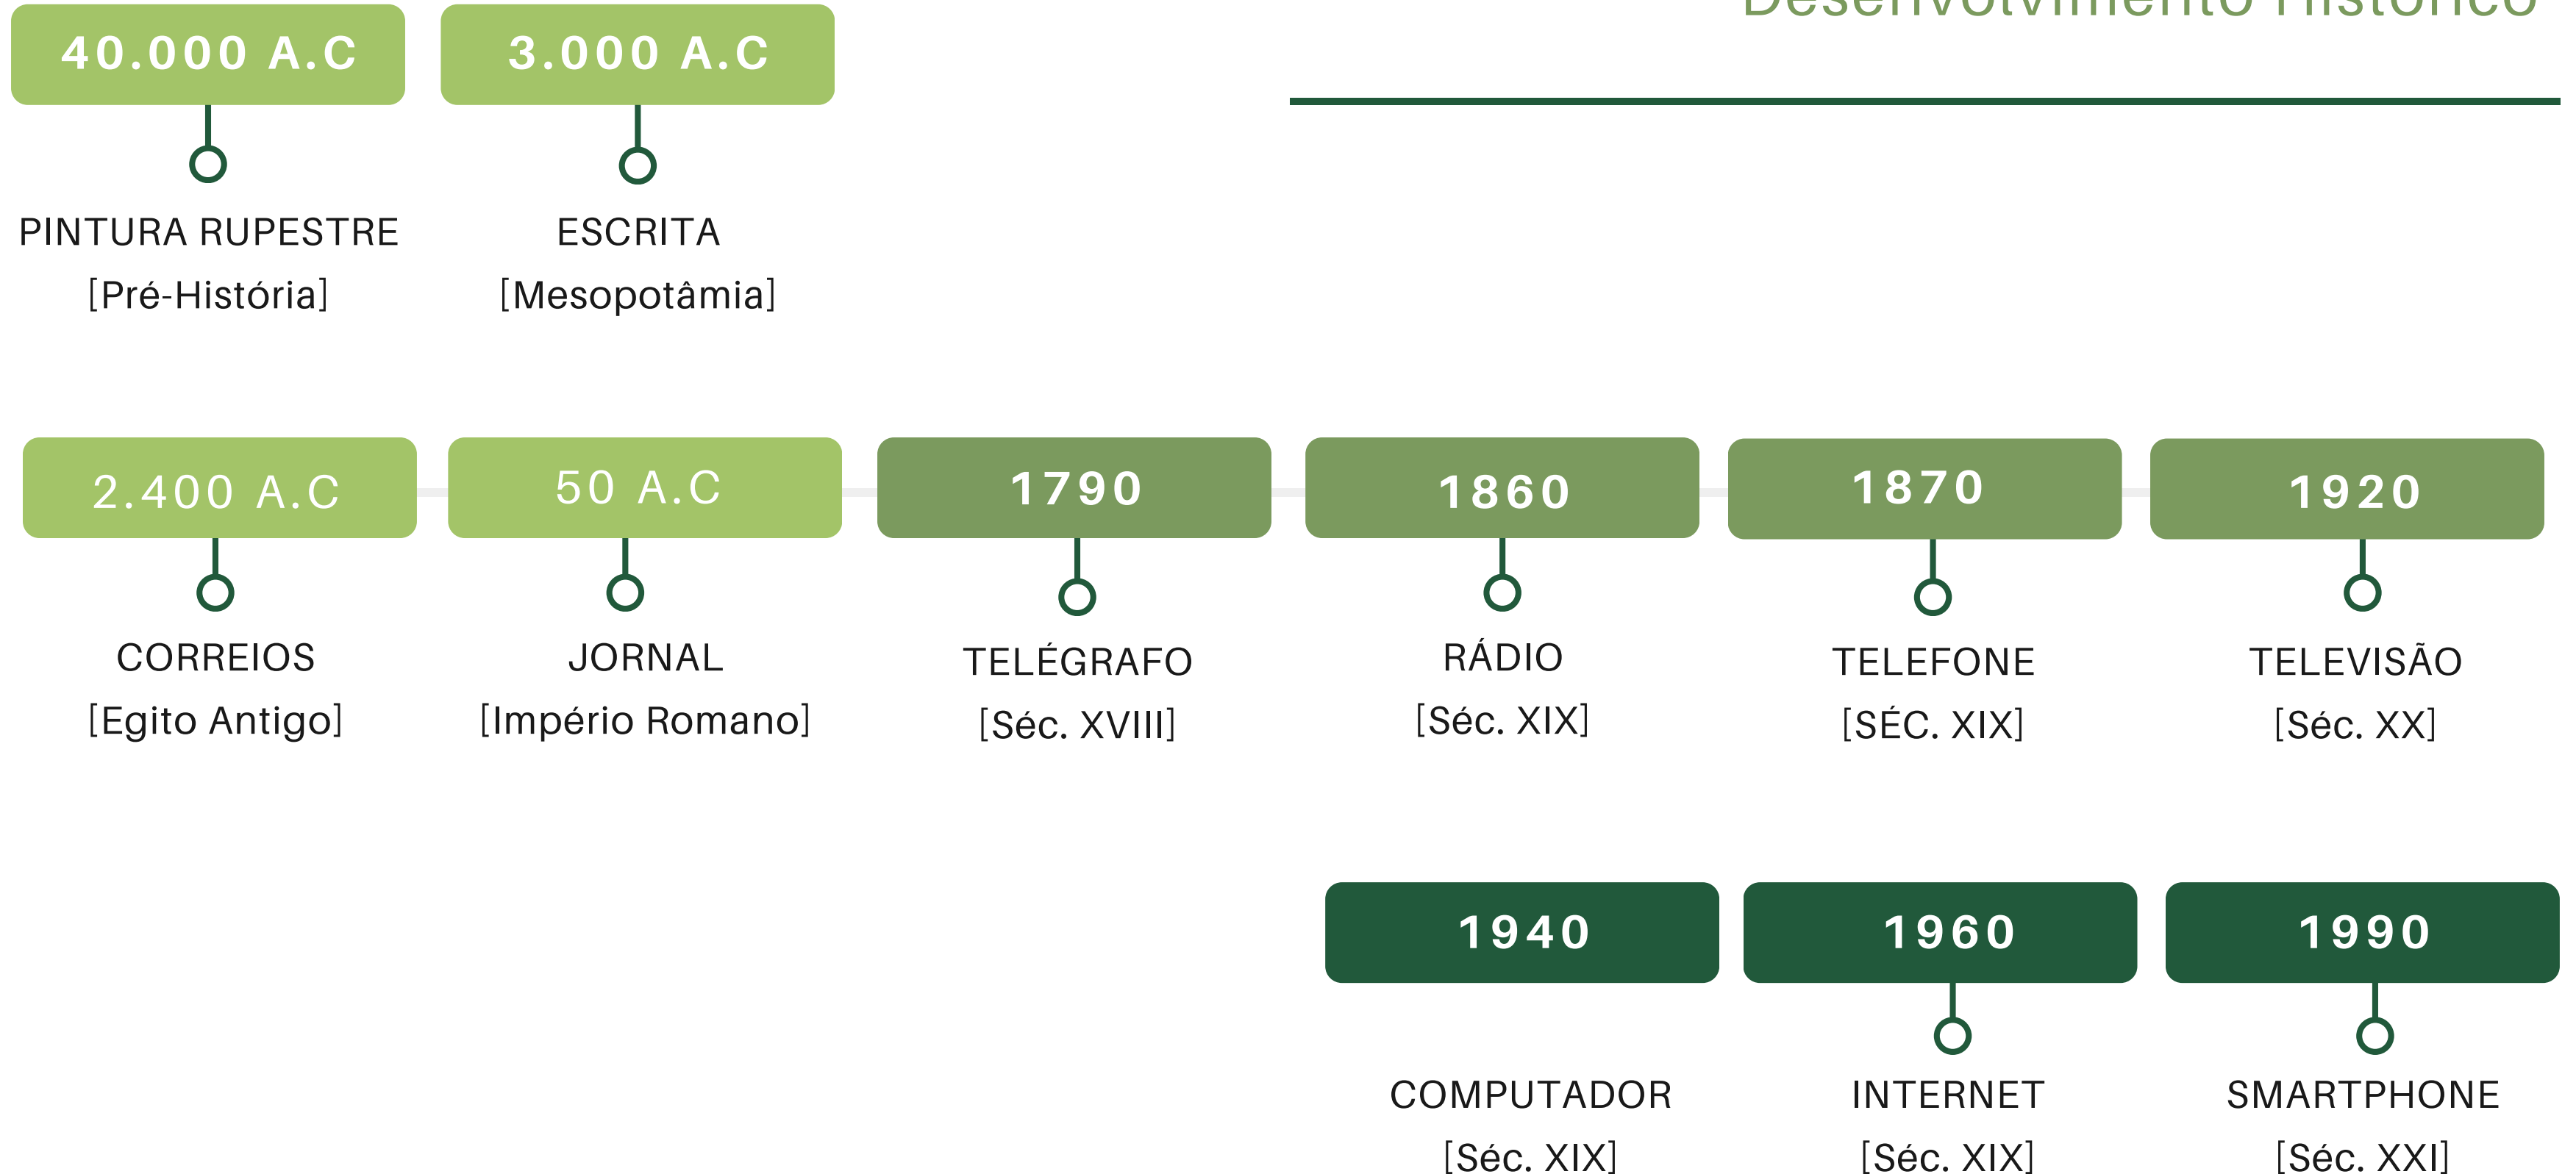 Desenvolvimento Histórico
40.000 A.C
3.000 A.C
PINTURA RUPESTRE
[Pré-História]
ESCRITA
[Mesopotâmia]
2.400 A.C
50 A.C
1790
1860
1870
1920
CORREIOS
[Egito Antigo]
JORNAL
[Império Romano]
TELÉGRAFO
[Séc. XVIII]
RÁDIO
[Séc. XIX]
TELEFONE
[SÉC. XIX]
TELEVISÃO
[Séc. XX]
1940
1960
1990
COMPUTADOR
[Séc. XIX]
INTERNET
[Séc. XIX]
SMARTPHONE
[Séc. XXI]